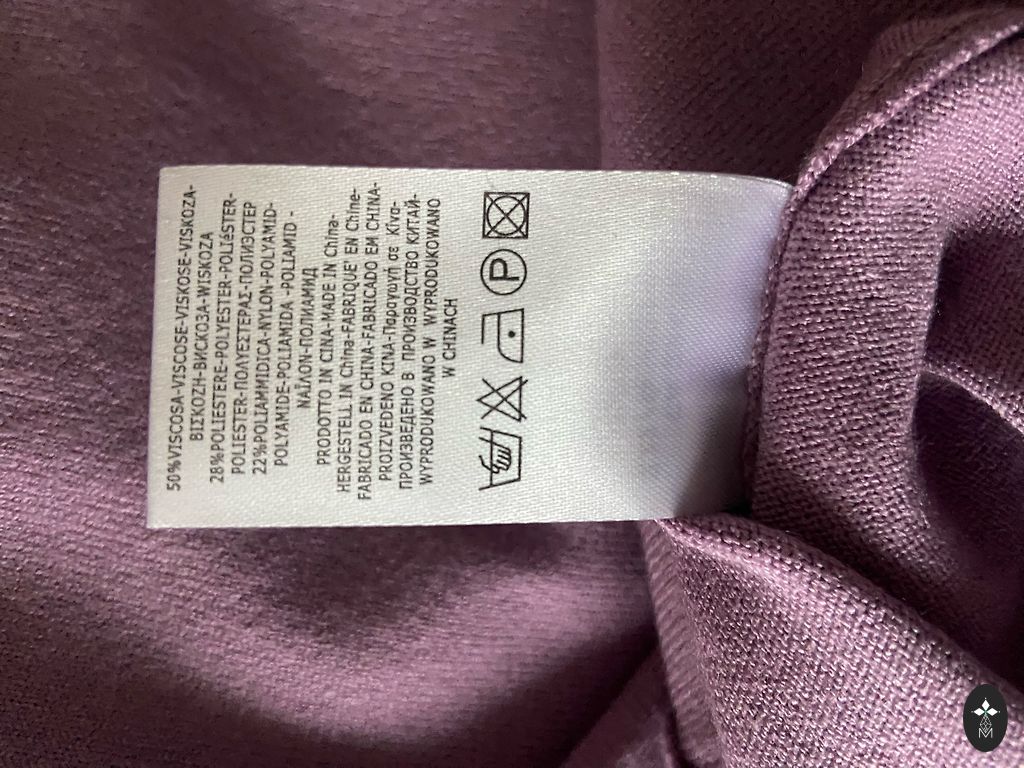 50%VISCOSA-VISCOSE-VISKOSE-VISKOZA-
ΒΙΣΚΟΖΗ-ВИСКОЗА-WISKOZA
28%POLIESTERE-POLYESTER-POLIéSTER-
POLIESTER-ΠΟΛΥΕΣΤΕΡΑΣ-ПОЛИЭСТЕР
22%POLIAMMIDICA-NYLON-POLYAMID-
POLYAMIDE-POLIAMIDA -POLIAMID -
ΝΑΪΛΟΝ-ПОЛИАМИД
PRODOTTO IN CINA-MADE IN China-
HERGESTELL IN China-FABRIQUE' EN Chine-
FABRICADO EN CHINA-FABRICADO EM CHINA-
PROIZVEDENO KINA-Παραγωγή σε Κίνα-
ПРОИЗВЕДЕНО В ПРОИЗВОДСТВО КИТАЙ-
WYPRODUKOWANO W WYPRODUKOWANO
W CHINACH
P
M